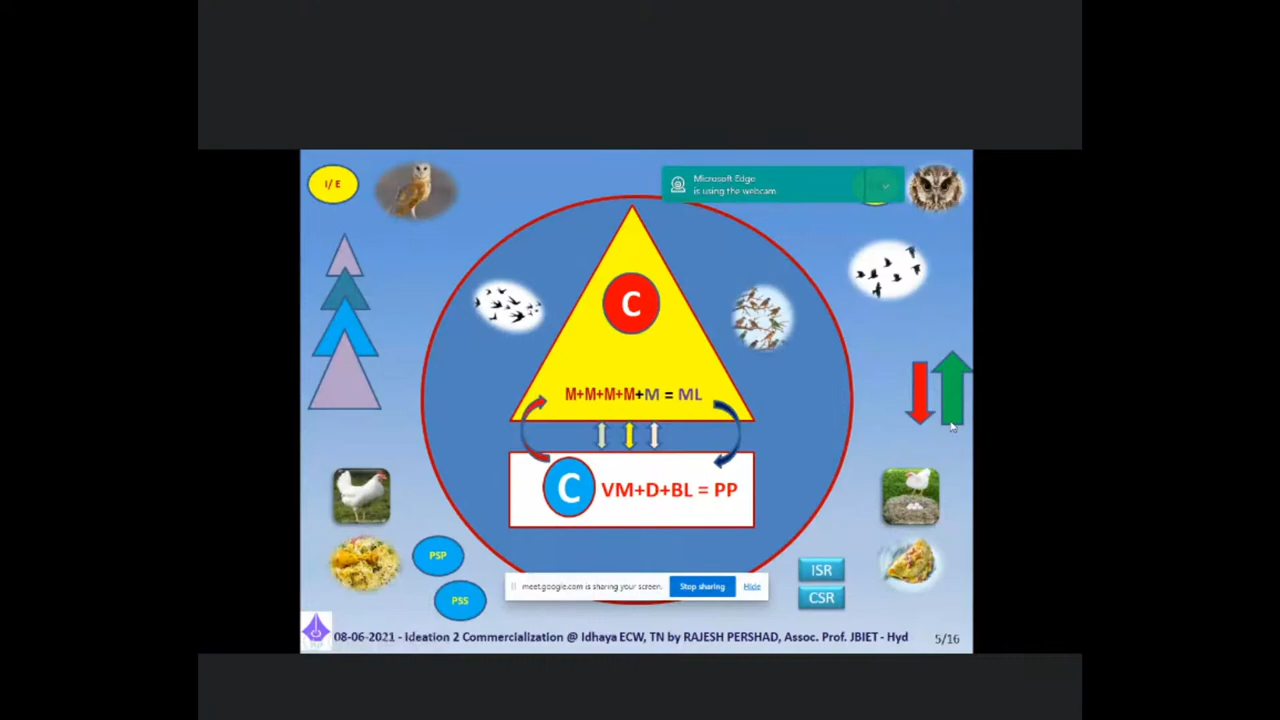 I/ E
Microsoft Edge
is using the webcam.
C
M+M+M+M+M = ML
C
VM+D+BL = PP
PSP
PSS
ISR
CSR
meet.google.com is sharing your screen.
Stop sharing
Hide
08-06-2021 - Ideation 2 Commercialization @ Idhaya ECW, TN by RAJESH PERSHAD, Assoc. Prof. JBIET - Hyd
5/16